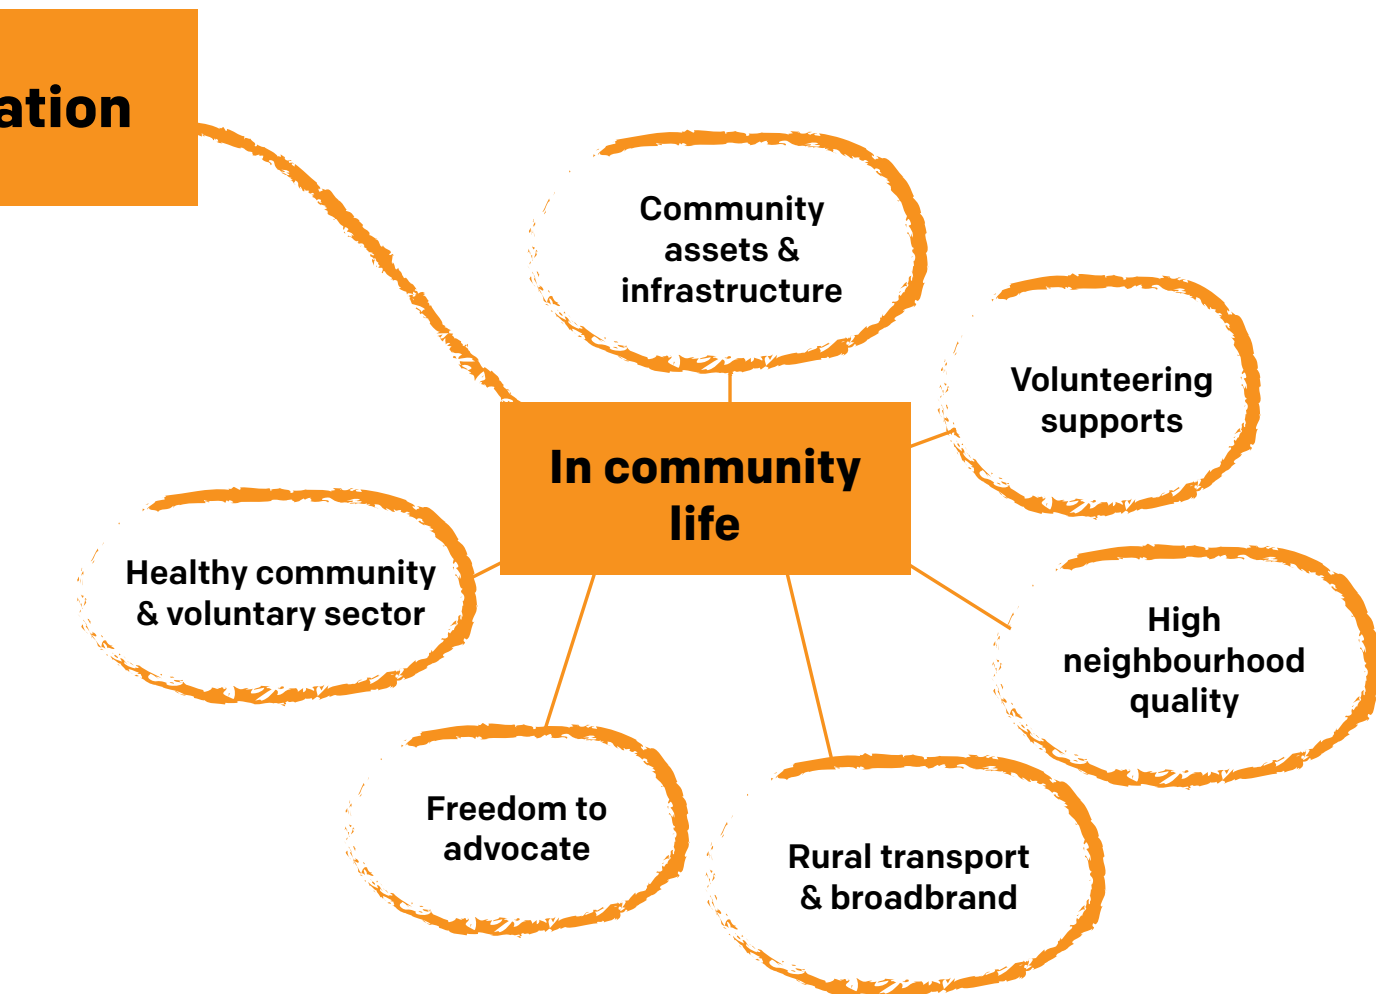 ation
Community
assets &
infrastructure
Volunteering
supports
In community
life
Healthy community
& voluntary sector
High
neighbourhood
quality
Freedom to
advocate
Rural transport
& broadbrand